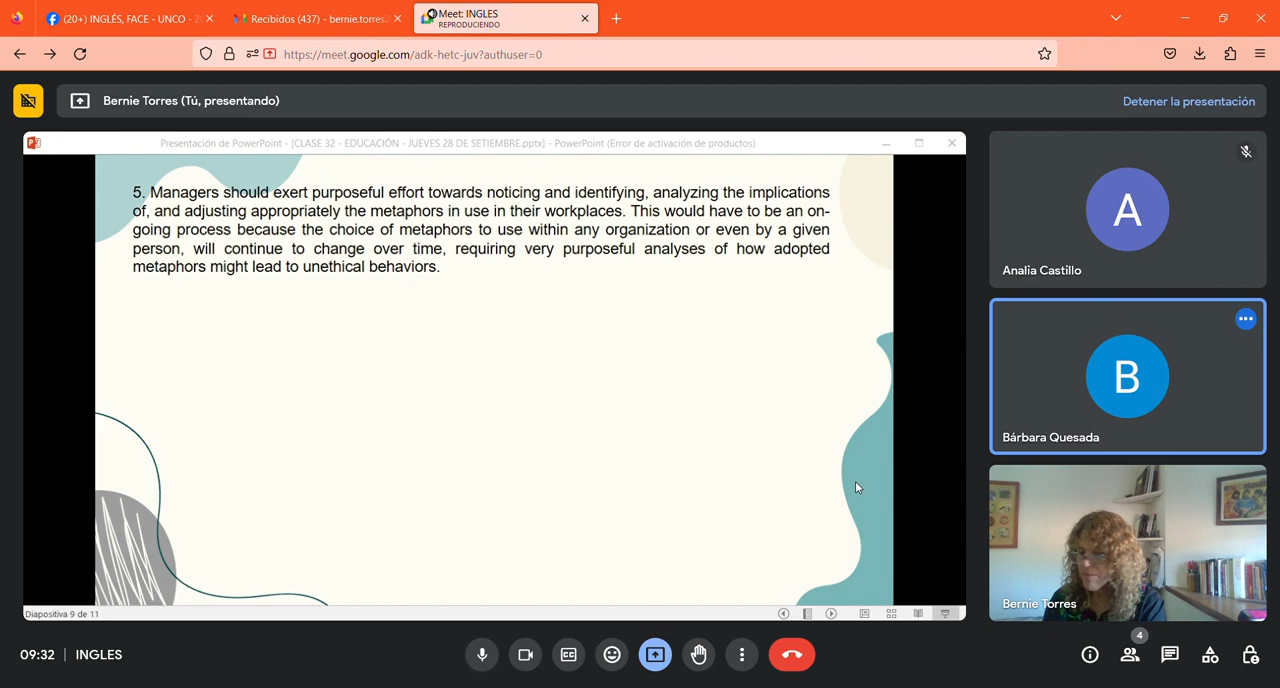 (20+) INGLÉS, FACE - UNCO - 20
Recibidos (437) - bernie.torres2
Meet: INGLES
REPRODUCIENDO
https://meet.google.com/adk-hetc-juv?authuser=0
Bernie Torres (Tú, presentando)
Detener la presentación
Presentación de PowerPoint - [CLASE 32 - EDUCACIÓN - JUEVES 28 DE SETIEMBRE.pptx] - PowerPoint (Error de activación de productos)
5. Managers should exert purposeful effort towards noticing and identifying, analyzing the implications
of, and adjusting appropriately the metaphors in use in their workplaces. This would have to be an on-
going process because the choice of metaphors to use within any organization or even by a given
person, will continue to change over time, requiring very purposeful analyses of how adopted
metaphors might lead to unethical behaviors.
A
Analia Castillo
B
Bárbara Quesada
Bernie Torres
Diapositiva 9 de 11
09:32 | INGLES
4